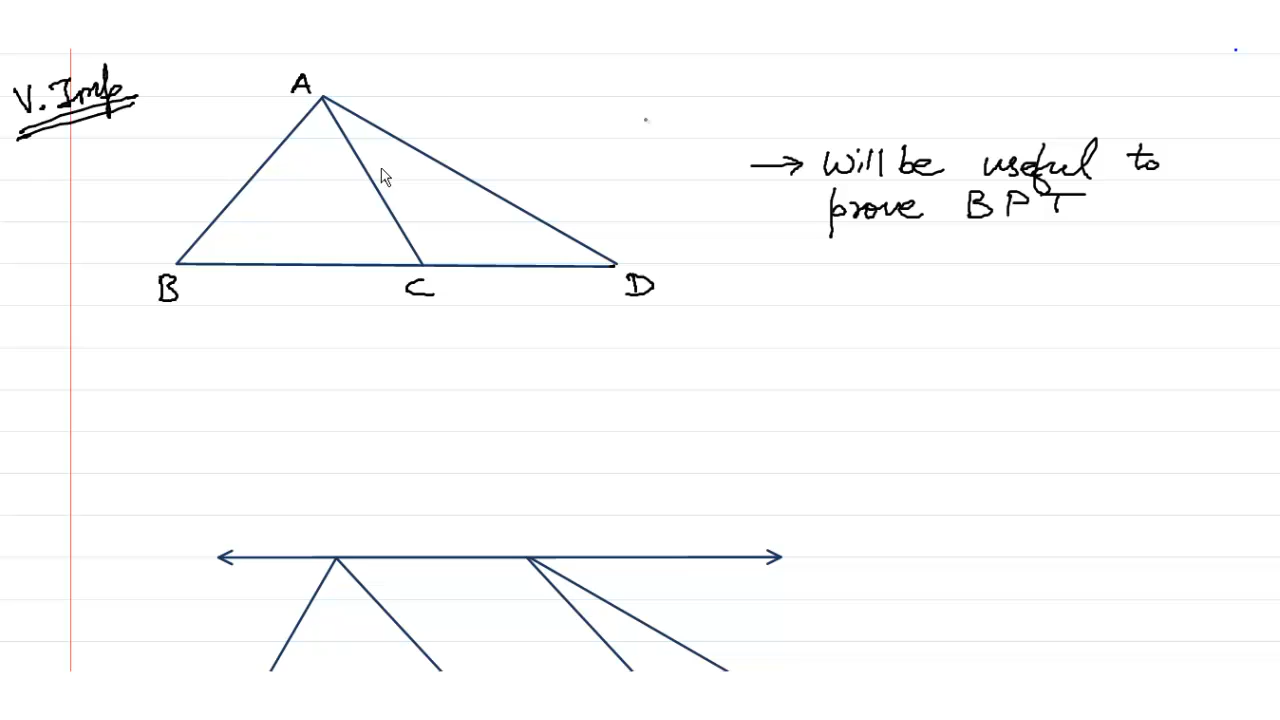 V. Imp
A
→ Will be useful to
prove BPT
B C D